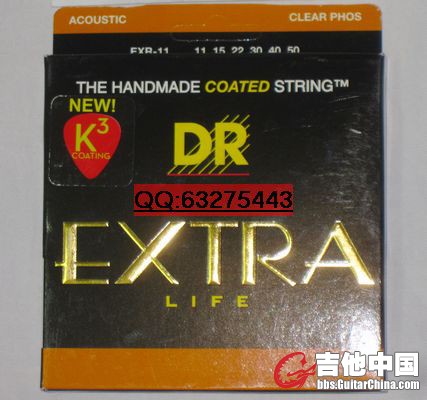 ACOUSTIC CLEAR PHOS
EXR-11 11 15 22 30 40 50
THE HANDMADE COATED STRING™
NEW!
K3
COATING
DR
QQ:63275443
EXTRA
LIFE
吉他中国
bbs.GuitarChina.com